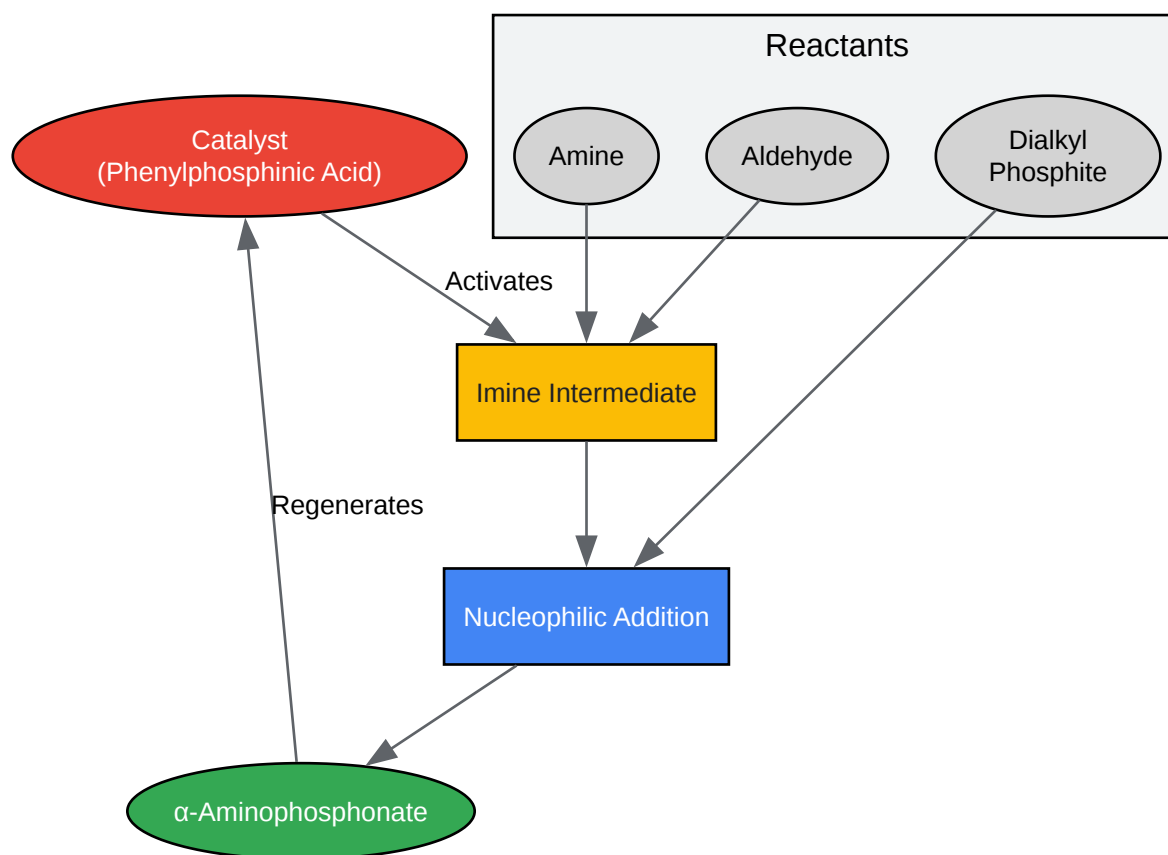 Reactants
Catalyst
(Phenylphosphinic Acid)
Amine
Aldehyde
Dialkyl
Phosphite
Activates
Imine Intermediate
Regenerates
Nucleophilic Addition
α-Aminophosphonate